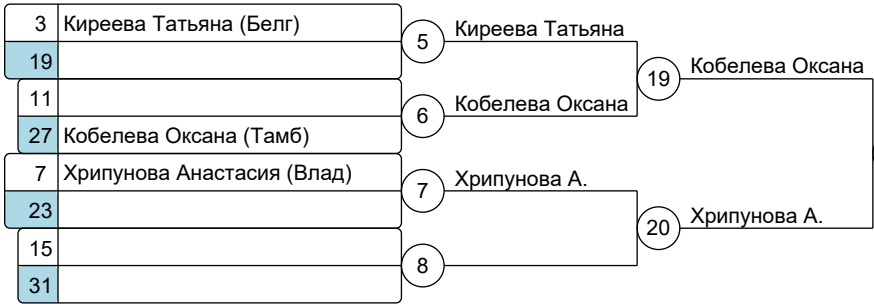 3 Киреева Татьяна (Белг)
19
11
27 Кобелева Оксана (Тамб)
7 Хрипунова Анастасия (Влад)
23
15
31
5 Киреева Татьяна
6 Кобелева Оксана
7 Хрипунова А.
8
19 Кобелева Оксана
20 Хрипунова А.